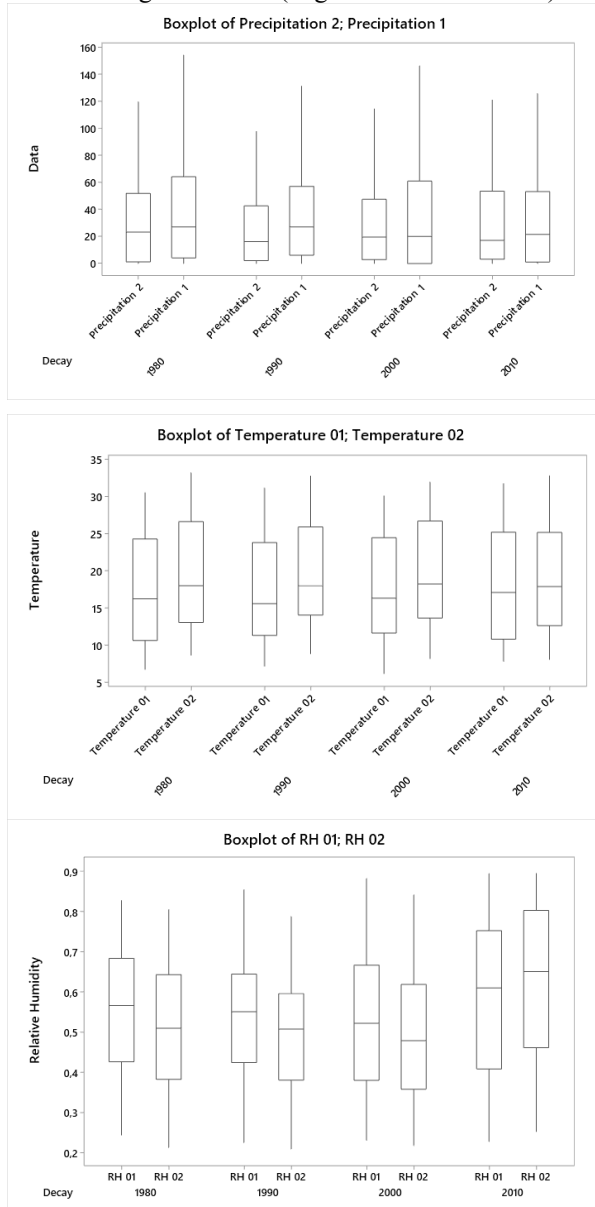 Boxplot of Precipitation 2; Precipitation 1
160
140
120
100
80
60
40
20
0
Data
Precipitation 2 Precipitation 1 Precipitation 2 Precipitation 1 Precipitation 2 Precipitation 1 Precipitation 2 Precipitation 1
Decay 1980 1990 2000 2010
Boxplot of Temperature 01; Temperature 02
35
30
25
20
15
10
5
Temperature
Temperature 01 Temperature 02 Temperature 01 Temperature 02 Temperature 01 Temperature 02 Temperature 01 Temperature 02
Decay 1980 1990 2000 2010
Boxplot of RH 01; RH 02
0,9
0,8
0,7
0,6
0,5
0,4
0,3
0,2
Relative Humidity
RH 01 RH 02 RH 01 RH 02 RH 01 RH 02 RH 01 RH 02
Decay 1980 1990 2000 2010